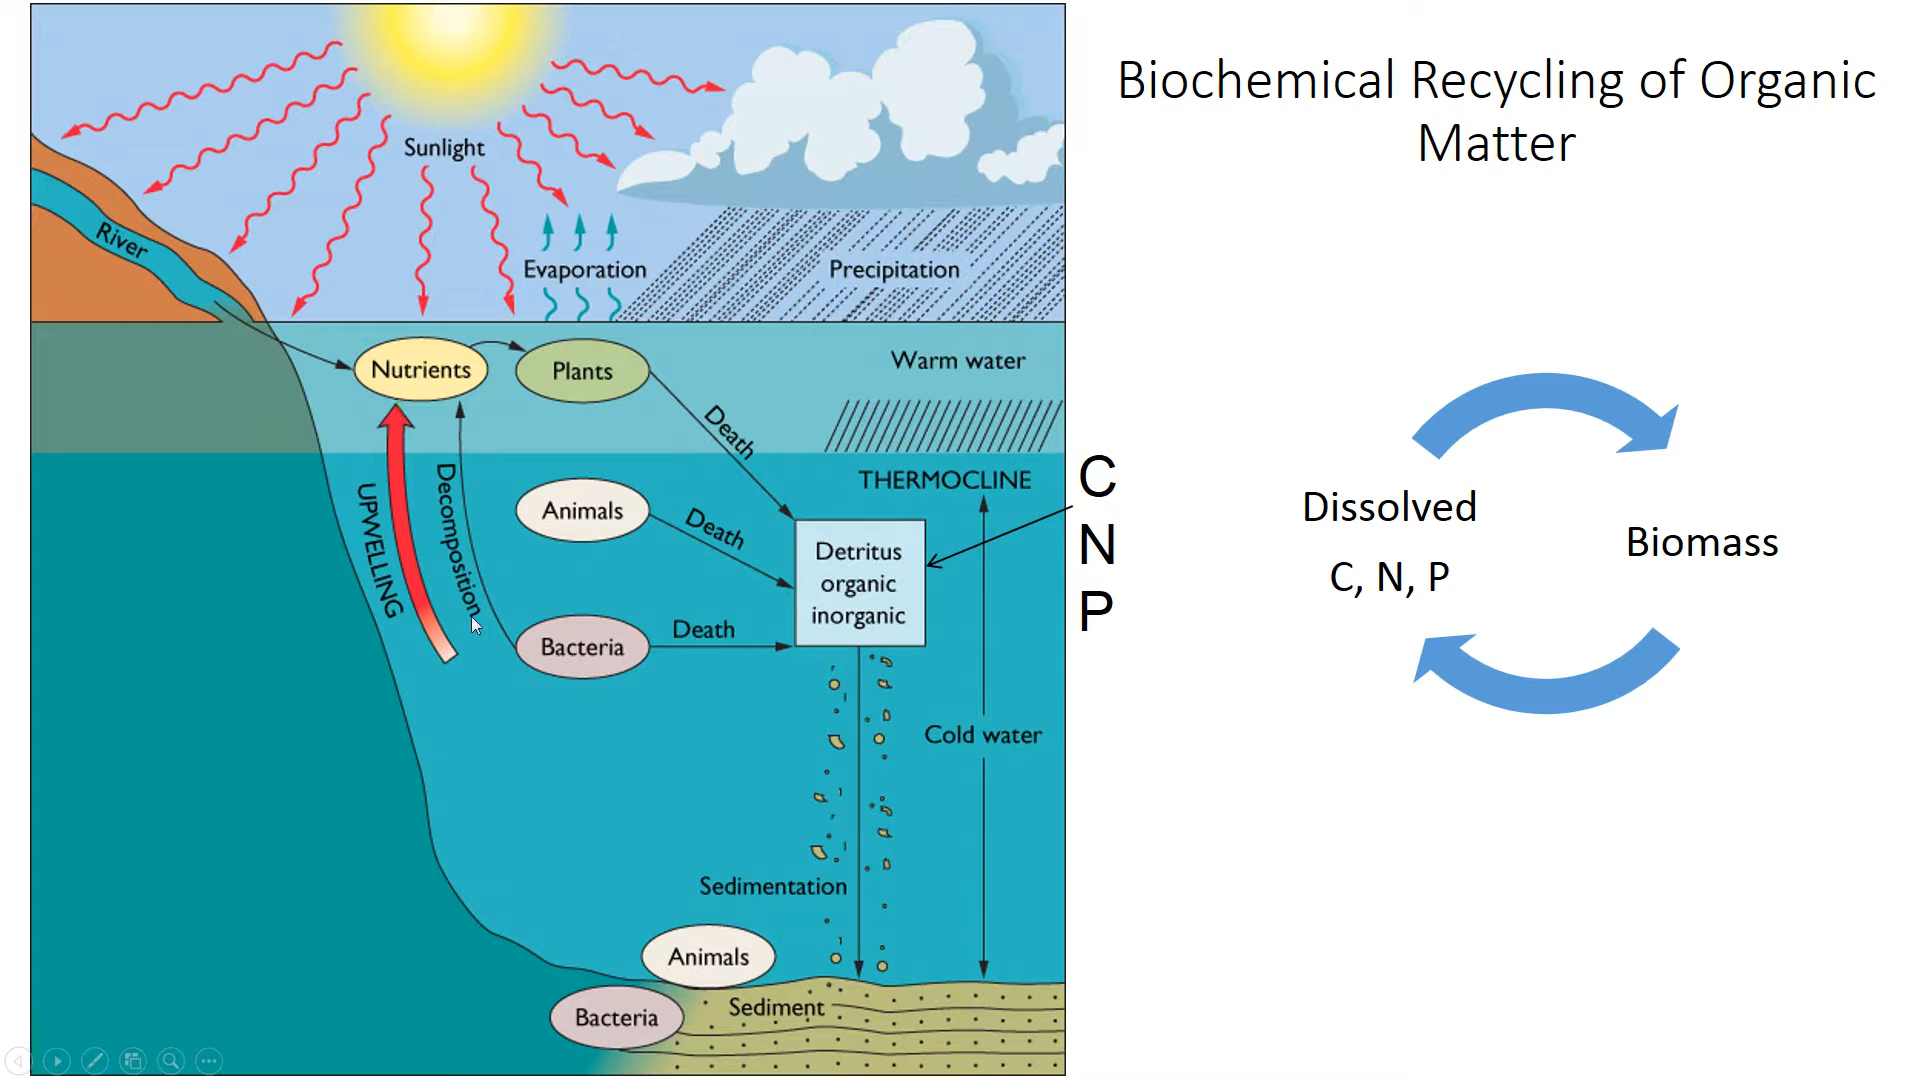 Biochemical Recycling of Organic
Matter
Sunlight
River
Evaporation
Precipitation
Nutrients
Plants
Warm water
Death
THERMOCLINE
UPWELLING
Decomposition
Animals
Death
Detritus
organic
inorganic
Bacteria
Death
Cold water
Sedimentation
Animals
Bacteria
Sediment
C
N
P
Dissolved
C, N, P
Biomass